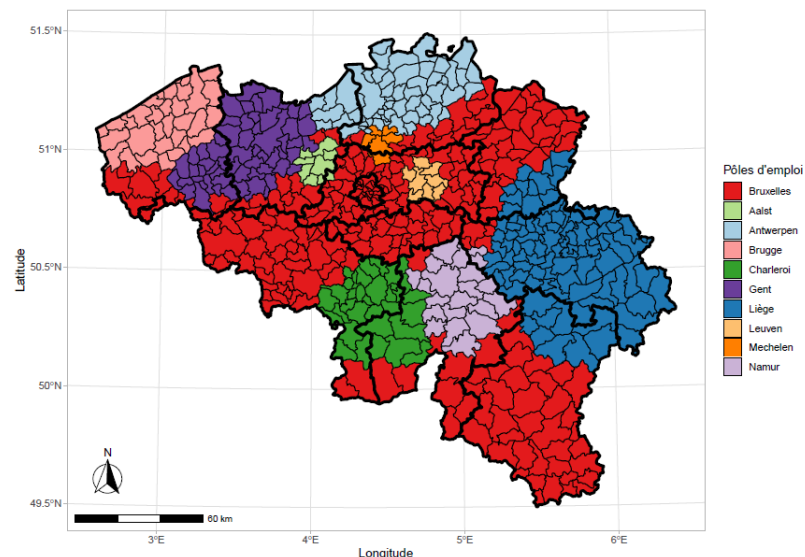 51.5°N
51°N
50.5°N
50°N
49.5°N
Latitude
3°E
4°E
5°E
6°E
Longitude
N
60 km
Pôles d'emploi
Bruxelles
Aalst
Antwerpen
Brugge
Charleroi
Gent
Liège
Leuven
Mechelen
Namur